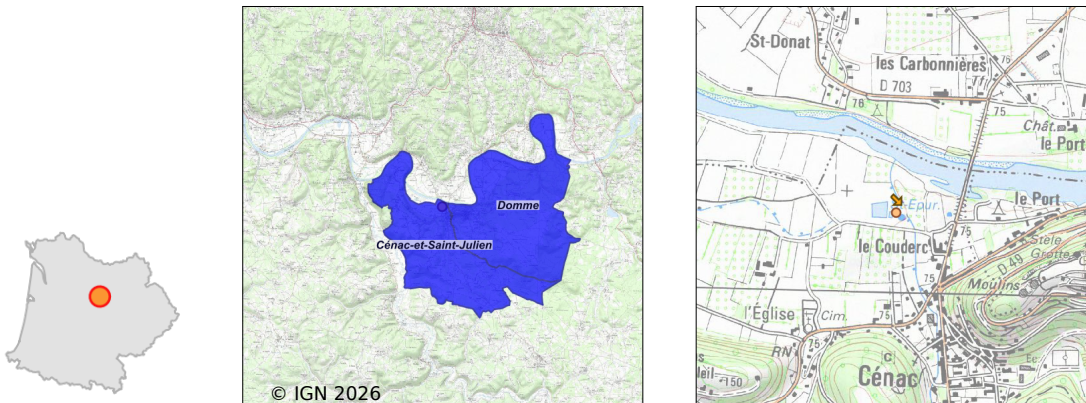 Domme
Cénac-et-Saint-Julien
© IGN 2026
St-Donat
les Carbonnières
75
D 703
76
75
Chât.
le Port
Epur.
le Port
le Couderc
Stèle
Grotte
D 49
Moulins
75
l'Église
Cim.
75
75
RN
150
Cénac